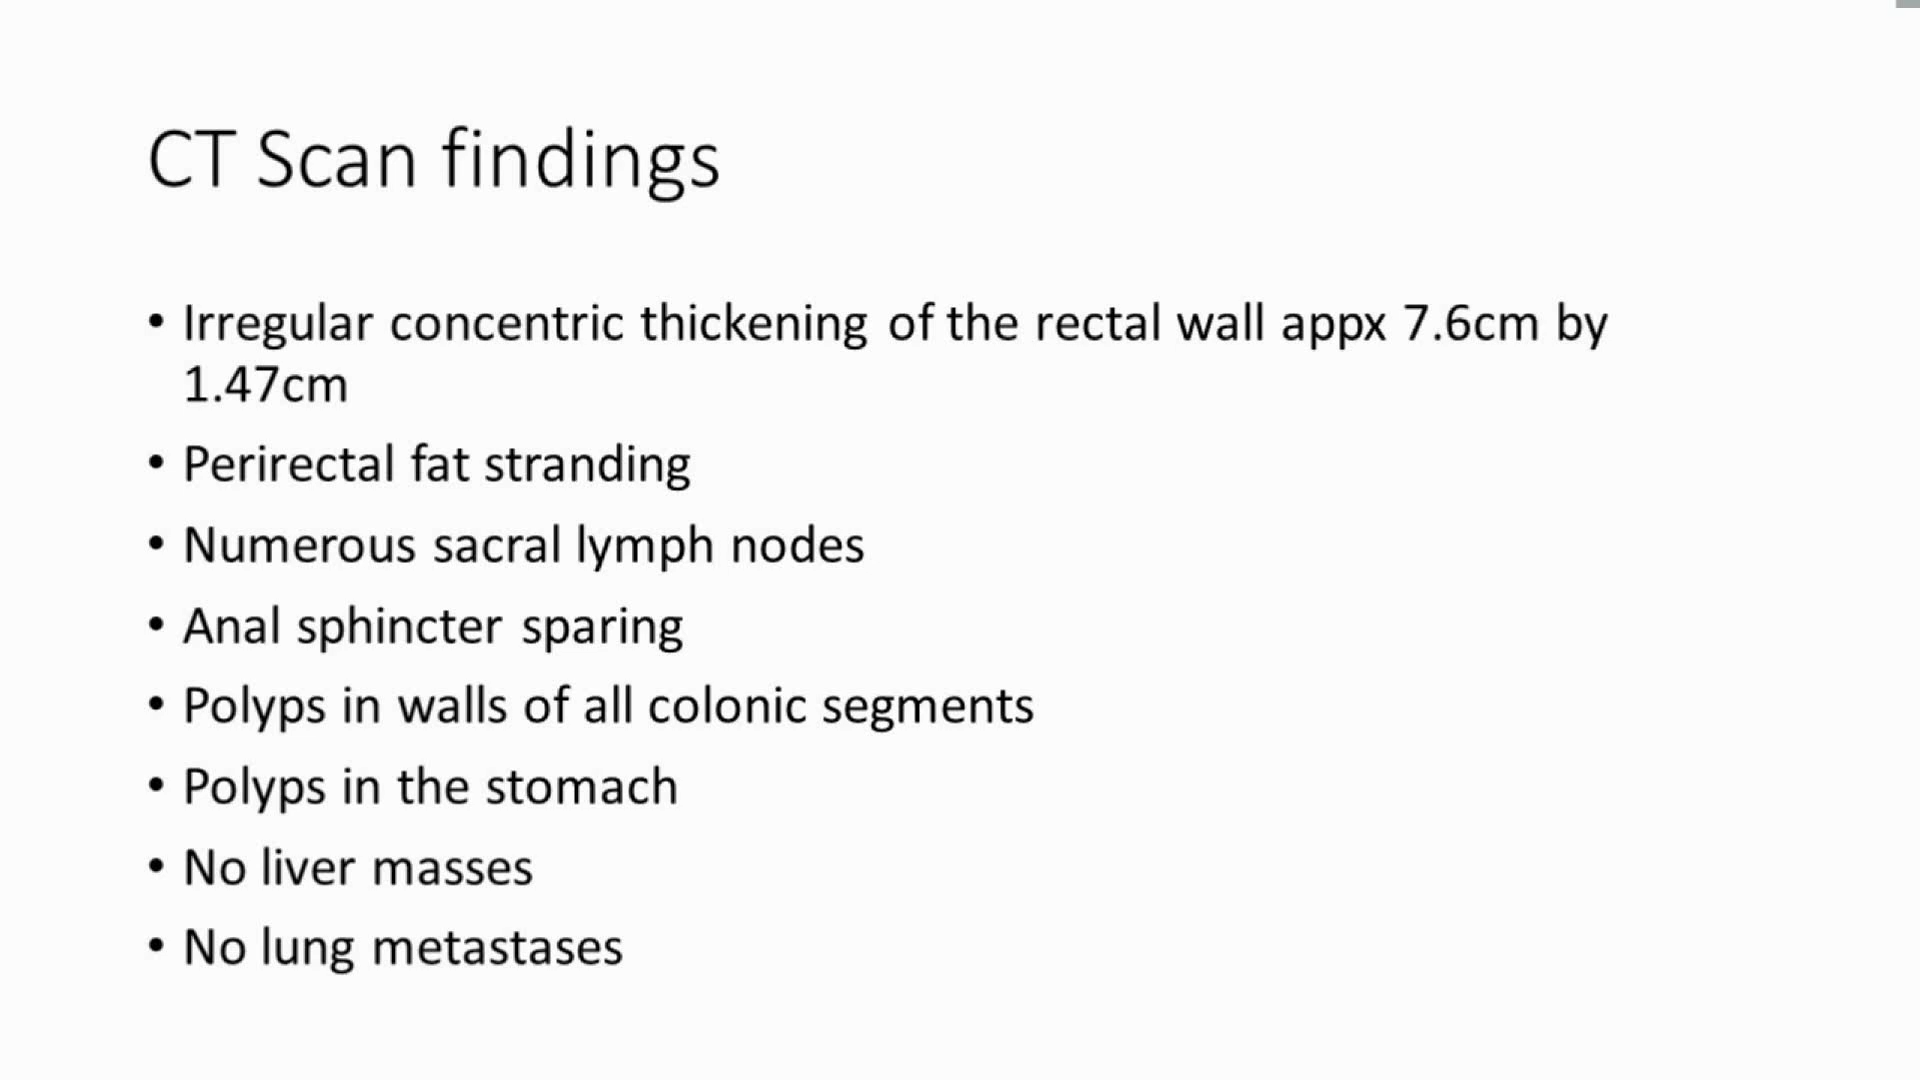 CT Scan findings
• Irregular concentric thickening of the rectal wall appx 7.6cm by
1.47cm
• Perirectal fat stranding
• Numerous sacral lymph nodes
• Anal sphincter sparing
• Polyps in walls of all colonic segments
• Polyps in the stomach
• No liver masses
• No lung metastases